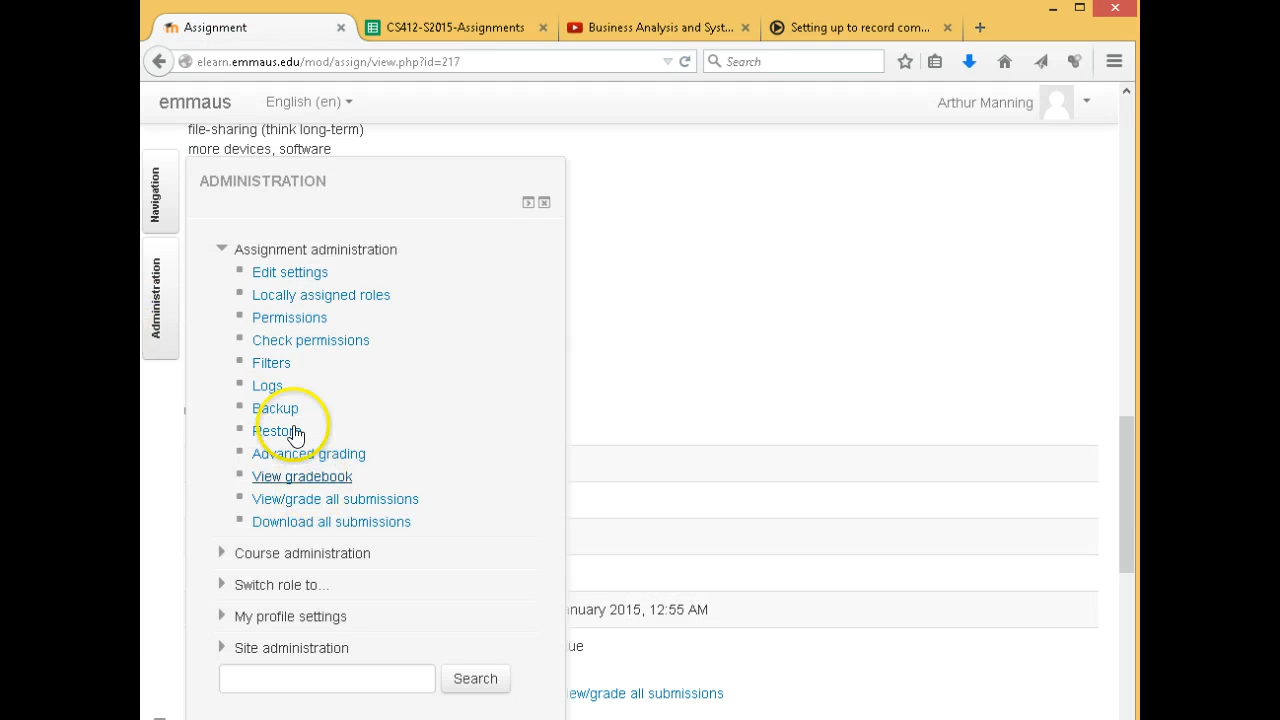 Assignment
CS412-S2015-Assignments
Business Analysis and Syst...
Setting up to record com...
elearn.emmaus.edu/mod/assign/view.php?id=217
Search
emmaus
English (en)
Arthur Manning
file-sharing (think long-term)
more devices, software
Navigation
Administration
ADMINISTRATION
Assignment administration
Edit settings
Locally assigned roles
Permissions
Check permissions
Filters
Logs
Backup
Restore
Advanced grading
View gradebook
View/grade all submissions
Download all submissions
Course administration
Switch role to...
My profile settings
anuary 2015, 12:55 AM
Site administration
ue
Search
ew/grade all submissions